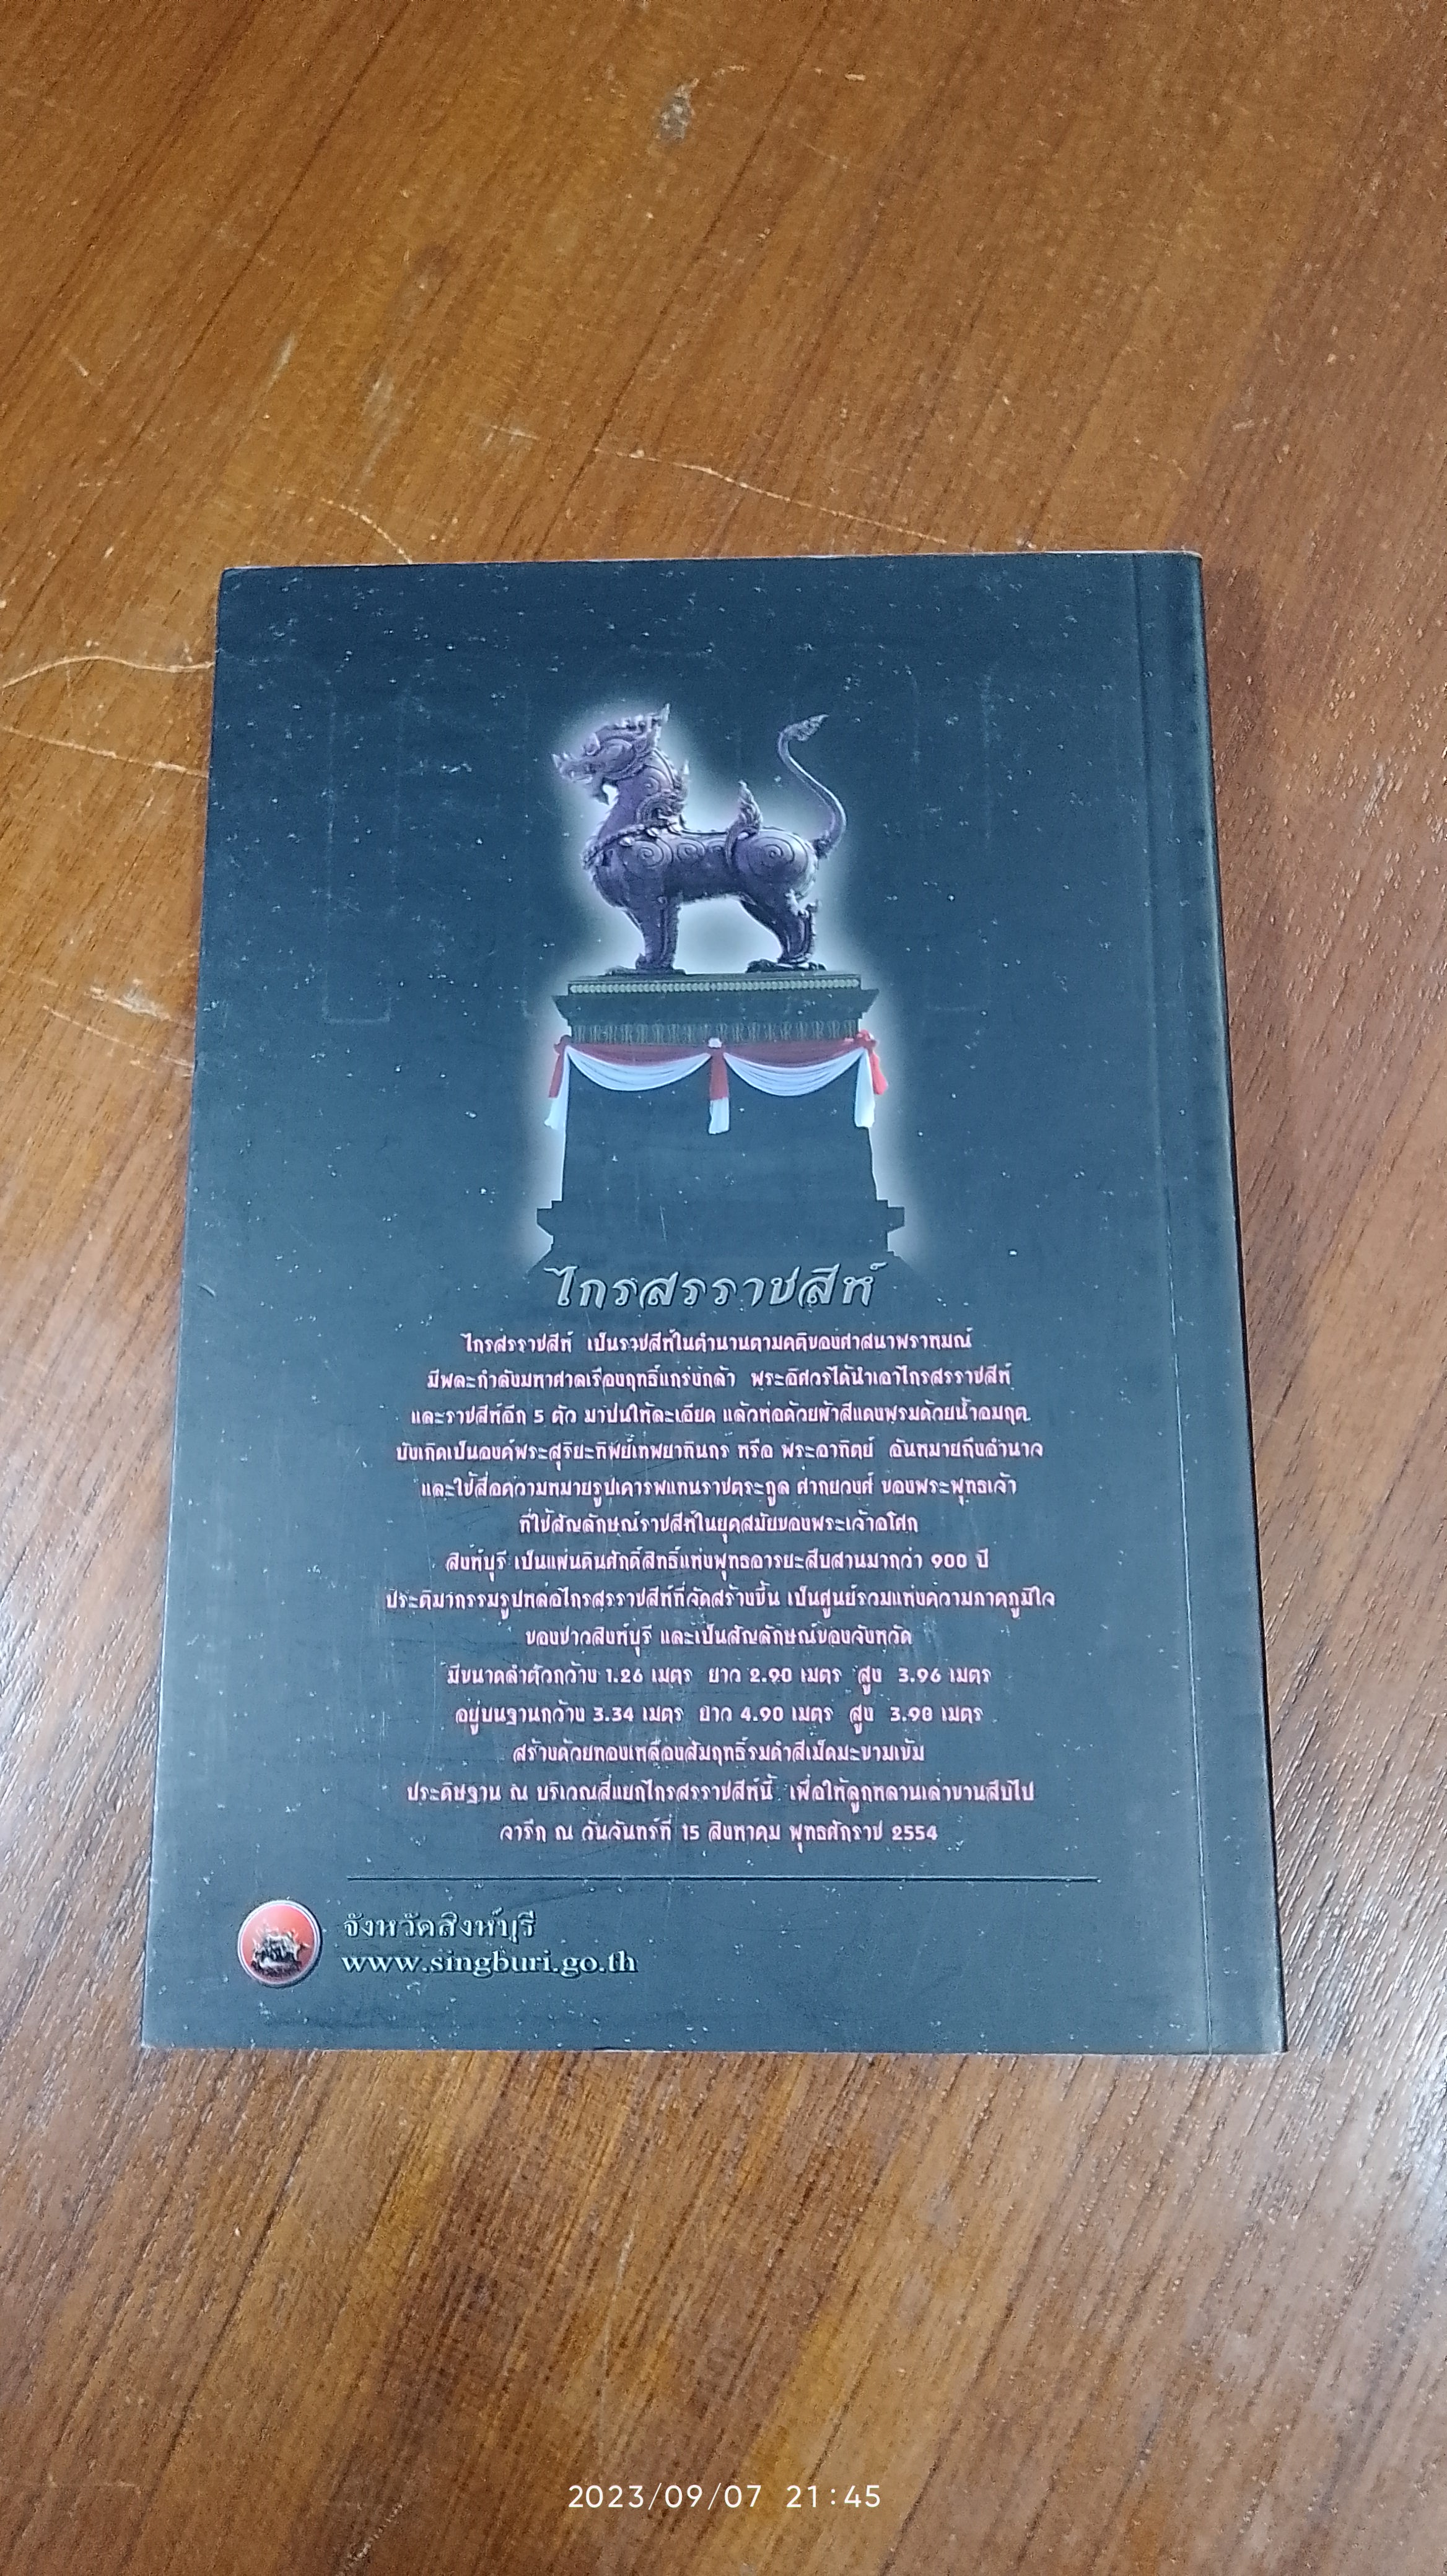 ไกรสรราชสีห์
ไกรสรราชสีห์ เป็นราชสีห์ในตำนานตามคติของศาสนาพราหมณ์
มีพละกำลังมหาศาลเรืองฤทธิ์แกร่งกล้า พระอิศวรได้นำเอาไกรสรราชสีห์
และราชสีห์อีก 5 ตัว มาป่นให้ละเอียด แล้วห่อด้วยผ้าสีแดงพรมด้วยน้ำอมฤต
บังเกิดเป็นองค์พระสุริยะทิพย์เทพยาทินกร หรือ พระอาทิตย์ อันหมายถึงอำนาจ
และใช้สื่อความหมายรูปเคารพแทนราชตระกูล ศากยวงศ์ ของพระพุทธเจ้า
ที่ใช้สัญลักษณ์ราชสีห์ในยุคสมัยของพระเจ้าอโศก
สิงห์บุรี เป็นแผ่นดินศักดิ์สิทธิ์แห่งพุทธอารยะสืบสานมากว่า 900 ปี
ประติมากรรมรูปหล่อไกรสรราชสีห์ที่จัดสร้างขึ้น เป็นศูนย์รวมแห่งความภาคภูมิใจ
ของชาวสิงห์บุรี และเป็นสัญลักษณ์ของจังหวัด
มีขนาดลำตัวกว้าง 1.26 เมตร ยาว 2.90 เมตร สูง 3.96 เมตร
อยู่บนฐานกว้าง 3.34 เมตร ยาว 4.90 เมตร สูง 3.90 เมตร
สร้างด้วยทองเหลืองสัมฤทธิ์รมดำสีเม็ดมะขามเข้ม
ประดิษฐาน ณ บริเวณสี่แยกไกรสรราชสีห์นี้ เพื่อให้ลูกหลานเล่าขานสืบไป
จารึก ณ วันจันทร์ที่ 15 สิงหาคม พุทธศักราช 2554
จังหวัดสิงห์บุรี
www.singburi.go.th
2023/09/07 21:45